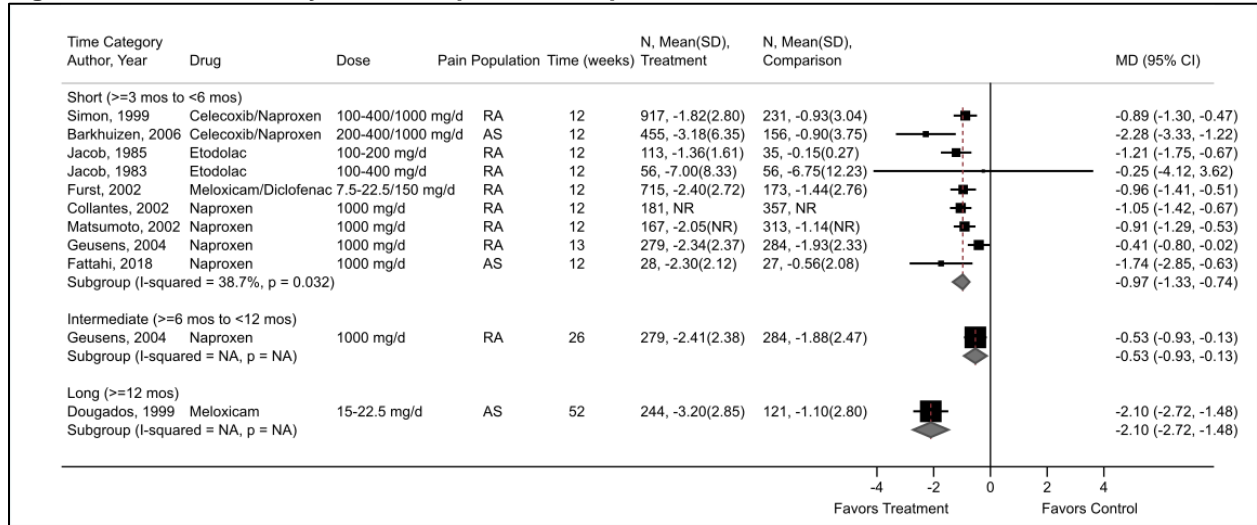 Time Category
Author, Year Drug Dose Pain Population Time (weeks) N, Mean(SD), Treatment N, Mean(SD), Comparison MD (95% CI)
Short (>=3 mos to <6 mos)
Simon, 1999 Celecoxib/Naproxen 100-400/1000 mg/d RA 12 917, -1.82(2.80) 231, -0.93(3.04) -0.89 (-1.30, -0.47)
Barkhuizen, 2006 Celecoxib/Naproxen 200-400/1000 mg/d AS 12 455, -3.18(6.35) 156, -0.90(3.75) -2.28 (-3.33, -1.22)
Jacob, 1985 Etodolac 100-200 mg/d RA 12 113, -1.36(1.61) 35, -0.15(0.27) -1.21 (-1.75, -0.67)
Jacob, 1983 Etodolac 100-400 mg/d RA 12 56, -7.00(8.33) 56, -6.75(12.23) -0.25 (-4.12, 3.62)
Furst, 2002 Meloxicam/Diclofenac 7.5-22.5/150 mg/d RA 12 715, -2.40(2.72) 173, -1.44(2.76) -0.96 (-1.41, -0.51)
Collantes, 2002 Naproxen 1000 mg/d RA 12 181, NR 357, NR -1.05 (-1.42, -0.67)
Matsumoto, 2002 Naproxen 1000 mg/d RA 12 167, -2.05(NR) 313, -1.14(NR) -0.91 (-1.29, -0.53)
Geusens, 2004 Naproxen 1000 mg/d RA 13 279, -2.34(2.37) 284, -1.93(2.33) -0.41 (-0.80, -0.02)
Fattahi, 2018 Naproxen 1000 mg/d AS 12 28, -2.30(2.12) 27, -0.56(2.08) -1.74 (-2.85, -0.63)
Subgroup (I-squared = 38.7%, p = 0.032) -0.97 (-1.33, -0.74)
Intermediate (>=6 mos to <12 mos)
Geusens, 2004 Naproxen 1000 mg/d RA 26 279, -2.41(2.38) 284, -1.88(2.47) -0.53 (-0.93, -0.13)
Subgroup (I-squared = NA, p = NA) -0.53 (-0.93, -0.13)
Long (>=12 mos)
Dougados, 1999 Meloxicam 15-22.5 mg/d AS 52 244, -3.20(2.85) 121, -1.10(2.80) -2.10 (-2.72, -1.48)
Subgroup (I-squared = NA, p = NA) -2.10 (-2.72, -1.48)
-4 -2 0 2 4
Favors Treatment Favors Control